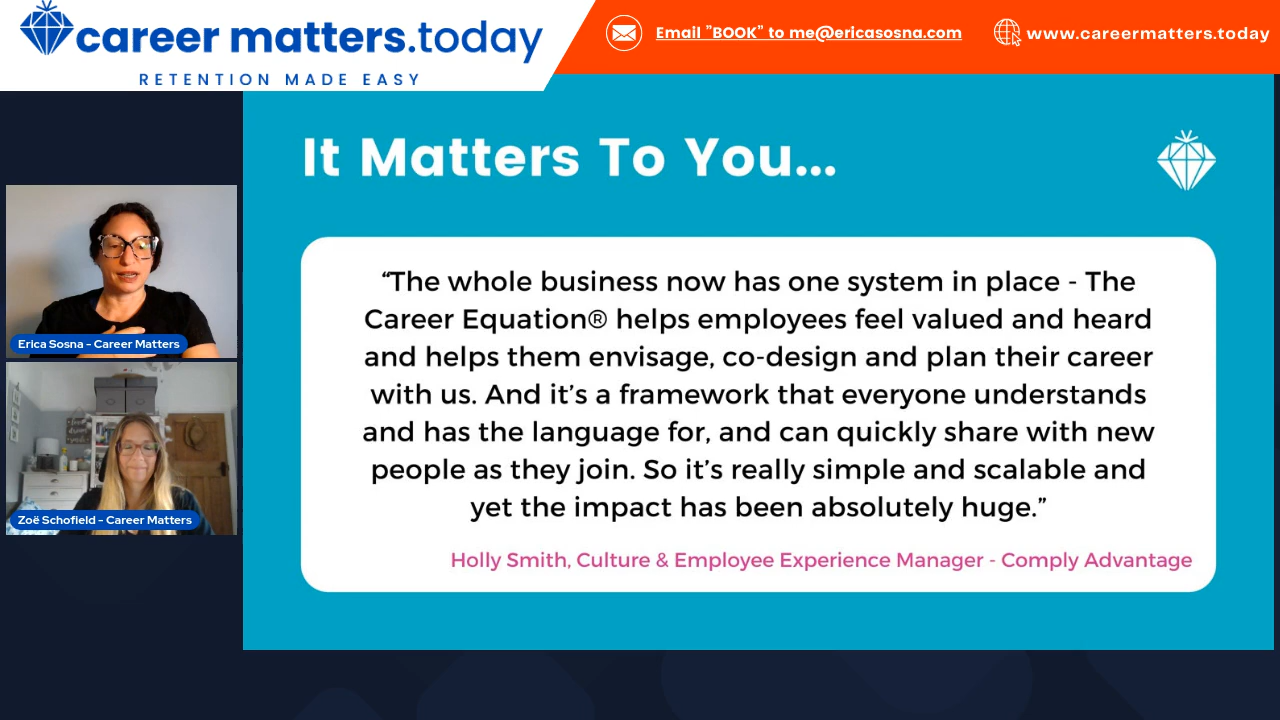 career matters.today
RETENTION MADE EASY
Email "BOOK" to me@ericasosna.com
www.careermatters.today
It Matters To You...
“The whole business now has one system in place - The
Career Equation® helps employees feel valued and heard
and helps them envisage, co-design and plan their career
with us. And it’s a framework that everyone understands
and has the language for, and can quickly share with new
people as they join. So it’s really simple and scalable and
yet the impact has been absolutely huge.”
Holly Smith, Culture & Employee Experience Manager - Comply Advantage
Erica Sosna - Career Matters
Zoë Schofield - Career Matters